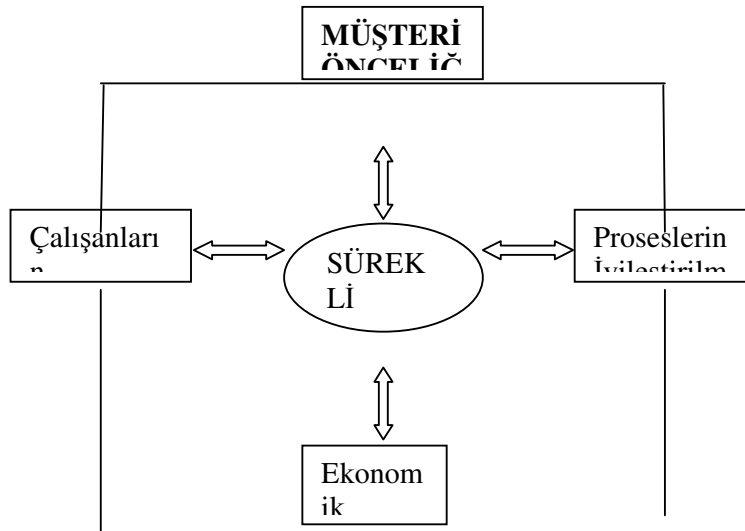 MÜŞTERİ
ÖNCELİĞ
Çalışanları
n
SÜREK
Lİ
Proseslerin
İyileştirilm
Ekonom
ik